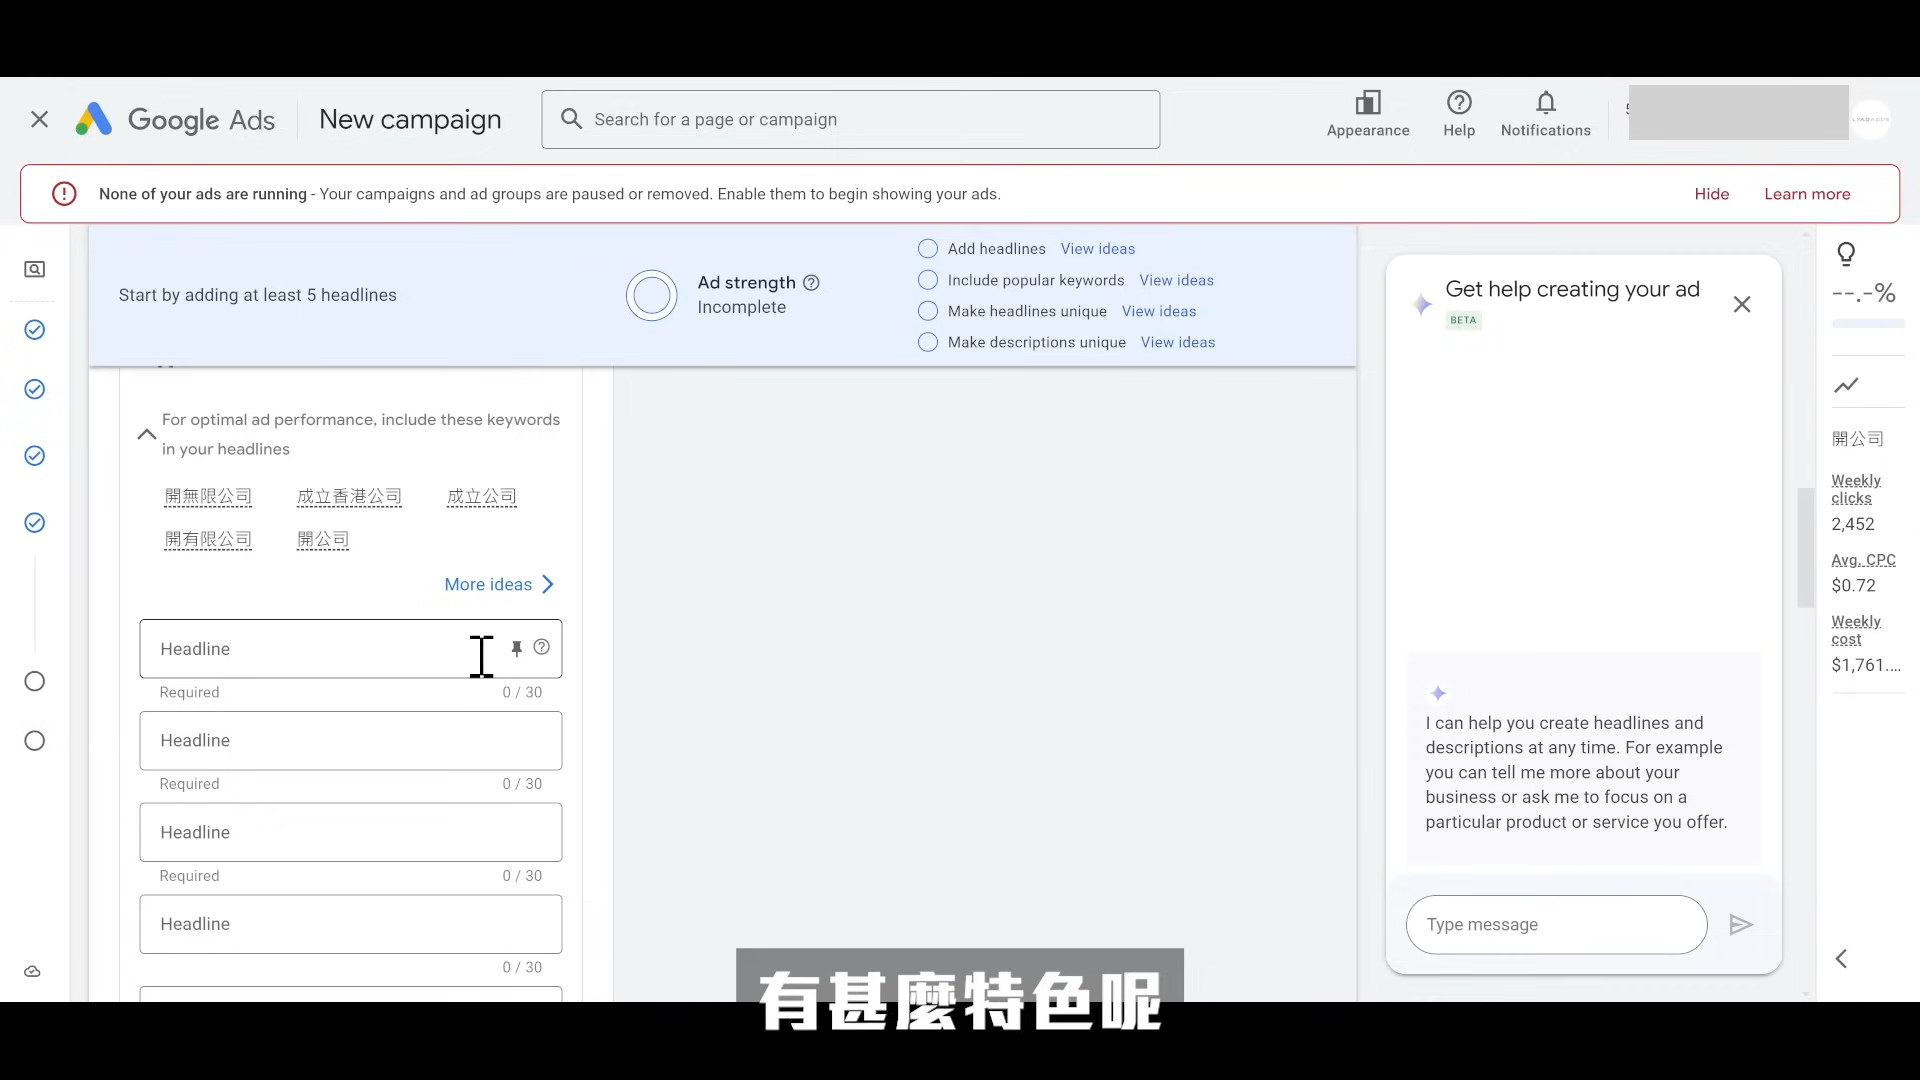 Google Ads
New campaign
Search for a page or campaign
Appearance
Help
Notifications
None of your ads are running - Your campaigns and ad groups are paused or removed. Enable them to begin showing your ads.
Hide
Learn more
Start by adding at least 5 headlines
Ad strength
Incomplete
Add headlines View ideas
Include popular keywords View ideas
Make headlines unique View ideas
Make descriptions unique View ideas
For optimal ad performance, include these keywords
in your headlines
開無限公司 成立香港公司 成立公司
開有限公司 開公司
More ideas
Headline
Required 0 / 30
Headline
Required 0 / 30
Headline
Required 0 / 30
Headline
0 / 30
Get help creating your ad
BETA
I can help you create headlines and
descriptions at any time. For example
you can tell me more about your
business or ask me to focus on a
particular product or service you offer.
Type message
--.-%
開公司
Weekly
clicks
2,452
Avg. CPC
$0.72
Weekly
cost
$1,761....
有甚麼特色呢